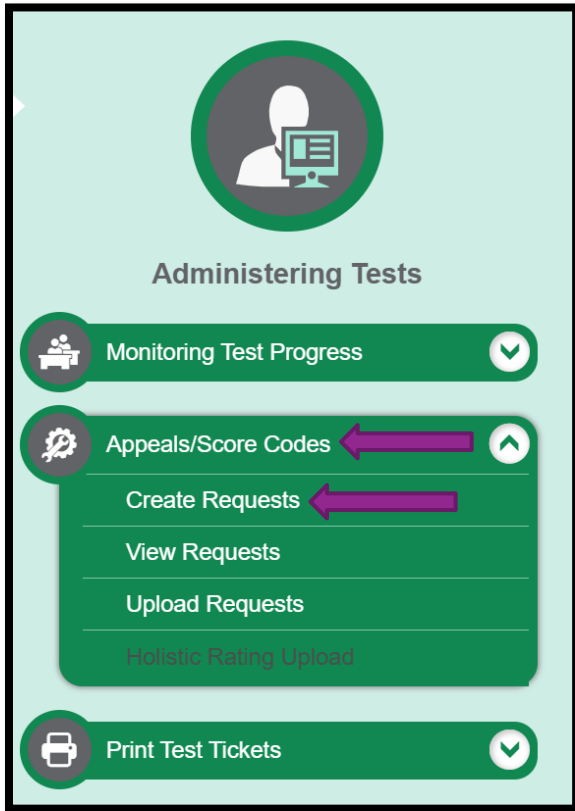 Administering Tests
Monitoring Test Progress
Appeals/Score Codes
Create Requests
View Requests
Upload Requests
Holistic Rating Upload
Print Test Tickets